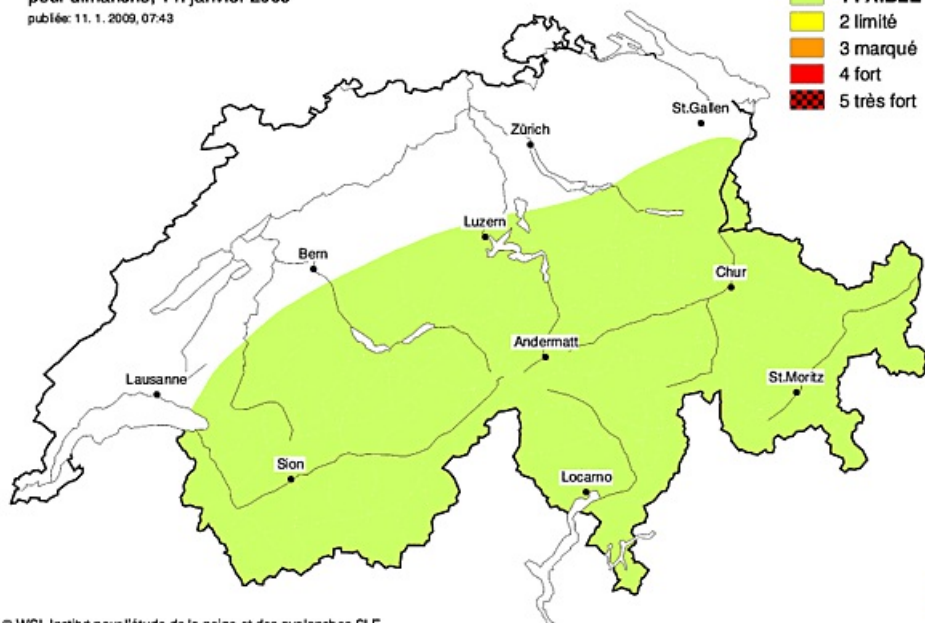 publiée: 11. 1. 2009, 07:43
2 limité
3 marqué
4 fort
5 très fort
St.Gallen
Zürich
Luzern
Bern
Chur
Andermatt
Lausanne
St.Moritz
Sion
Locarno